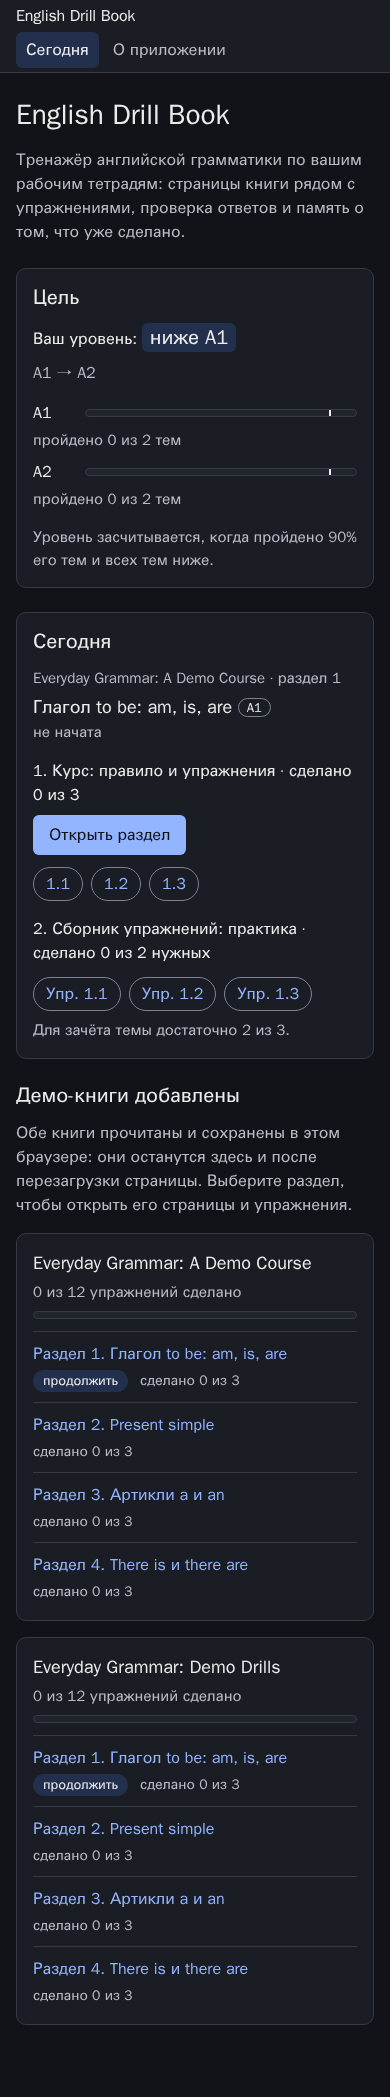 English Drill Book
Сегодня О приложении
English Drill Book
Тренажёр английской грамматики по вашим
рабочим тетрадям: страницы книги рядом с
упражнениями, проверка ответов и память о
том, что уже сделано.
Цель
Ваш уровень: ниже A1
A1 → A2
A1
пройдено 0 из 2 тем
A2
пройдено 0 из 2 тем
Уровень засчитывается, когда пройдено 90%
его тем и всех тем ниже.
Сегодня
Everyday Grammar: A Demo Course · раздел 1
Глагол to be: am, is, are A1
не начата
1. Курс: правило и упражнения · сделано
0 из 3
Открыть раздел
1.1 1.2 1.3
2. Сборник упражнений: практика ·
сделано 0 из 2 нужных
Упр. 1.1 Упр. 1.2 Упр. 1.3
Для зачёта темы достаточно 2 из 3.
Демо-книги добавлены
Обе книги прочитаны и сохранены в этом
браузере: они останутся здесь и после
перезагрузки страницы. Выберите раздел,
чтобы открыть его страницы и упражнения.
Everyday Grammar: A Demo Course
0 из 12 упражнений сделано
Раздел 1. Глагол to be: am, is, are
продолжить сделано 0 из 3
Раздел 2. Present simple
сделано 0 из 3
Раздел 3. Артикли a и an
сделано 0 из 3
Раздел 4. There is и there are
сделано 0 из 3
Everyday Grammar: Demo Drills
0 из 12 упражнений сделано
Раздел 1. Глагол to be: am, is, are
продолжить сделано 0 из 3
Раздел 2. Present simple
сделано 0 из 3
Раздел 3. Артикли a и an
сделано 0 из 3
Раздел 4. There is и there are
сделано 0 из 3